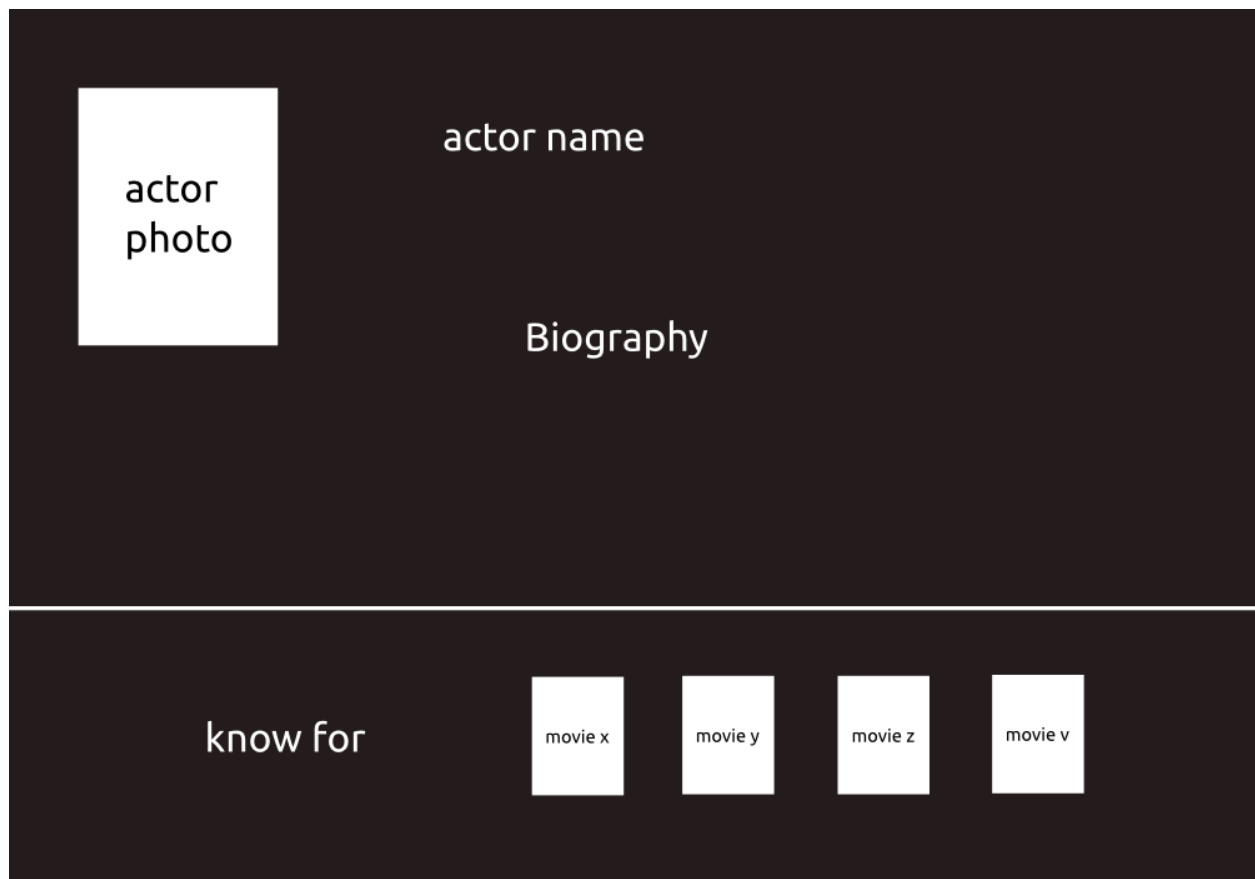 actor
photo
actor name
Biography
know for
movie x
movie y
movie z
movie v